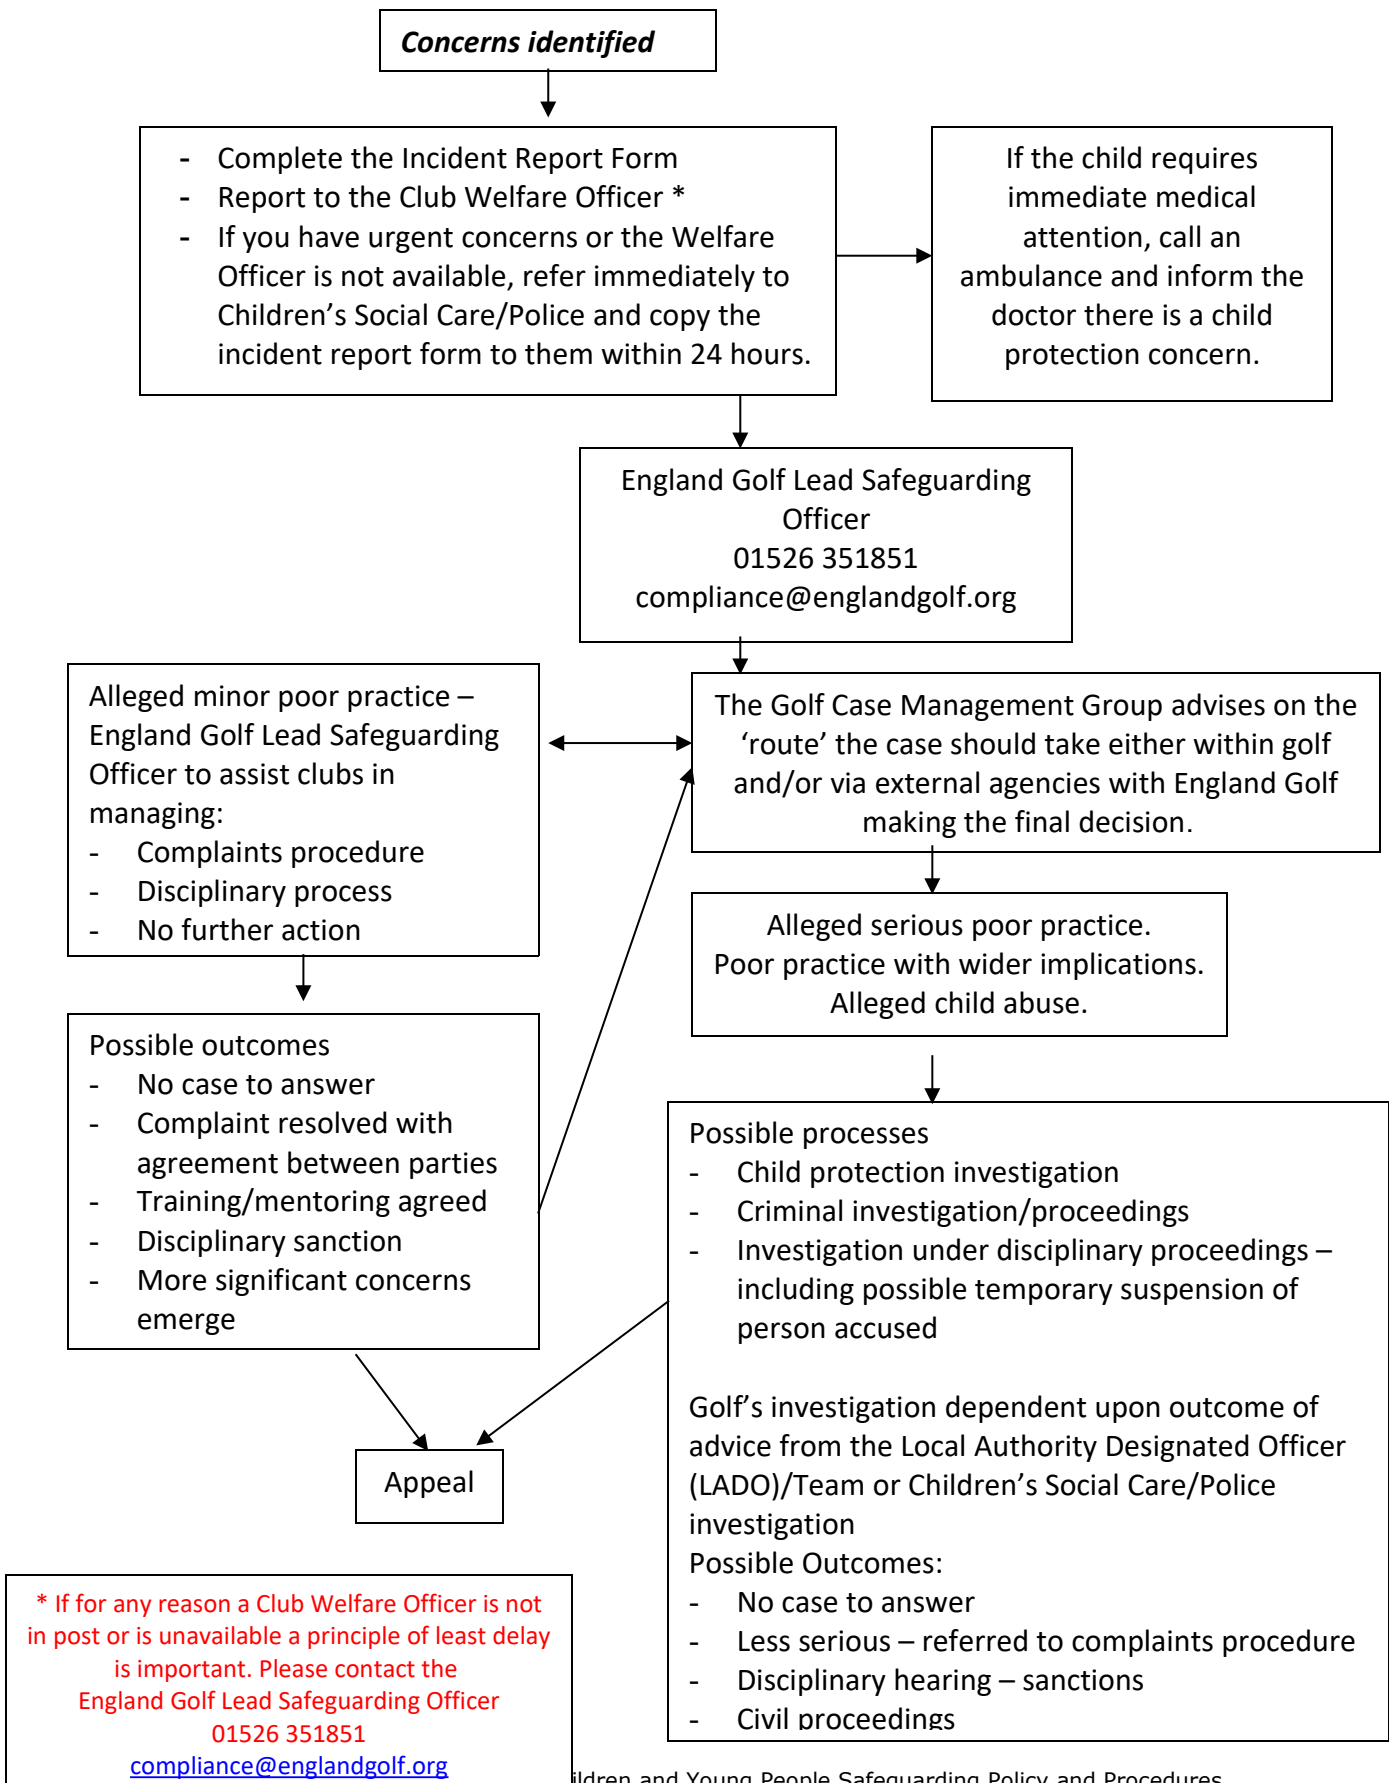 Concerns identified
- Complete the Incident Report Form
- Report to the Club Welfare Officer *
- If you have urgent concerns or the Welfare
Officer is not available, refer immediately to
Children’s Social Care/Police and copy the
incident report form to them within 24 hours.
If the child requires
immediate medical
attention, call an
ambulance and inform the
doctor there is a child
protection concern.
England Golf Lead Safeguarding
Officer
01526 351851
compliance@englandgolf.org
Alleged minor poor practice –
England Golf Lead Safeguarding
Officer to assist clubs in
managing:
- Complaints procedure
- Disciplinary process
- No further action
The Golf Case Management Group advises on the
‘route’ the case should take either within golf
and/or via external agencies with England Golf
making the final decision.
Alleged serious poor practice.
Poor practice with wider implications.
Alleged child abuse.
Possible outcomes
- No case to answer
- Complaint resolved with
agreement between parties
- Training/mentoring agreed
- Disciplinary sanction
- More significant concerns
emerge
Possible processes
- Child protection investigation
- Criminal investigation/proceedings
- Investigation under disciplinary proceedings –
including possible temporary suspension of
person accused
Golf’s investigation dependent upon outcome of
advice from the Local Authority Designated Officer
(LADO)/Team or Children’s Social Care/Police
investigation
Possible Outcomes:
- No case to answer
- Less serious – referred to complaints procedure
- Disciplinary hearing – sanctions
- Civil proceedings
Appeal
* If for any reason a Club Welfare Officer is not
in post or is unavailable a principle of least delay
is important. Please contact the
England Golf Lead Safeguarding Officer
01526 351851
compliance@englandgolf.org
ildren and Young People Safeguarding Policy and Procedures